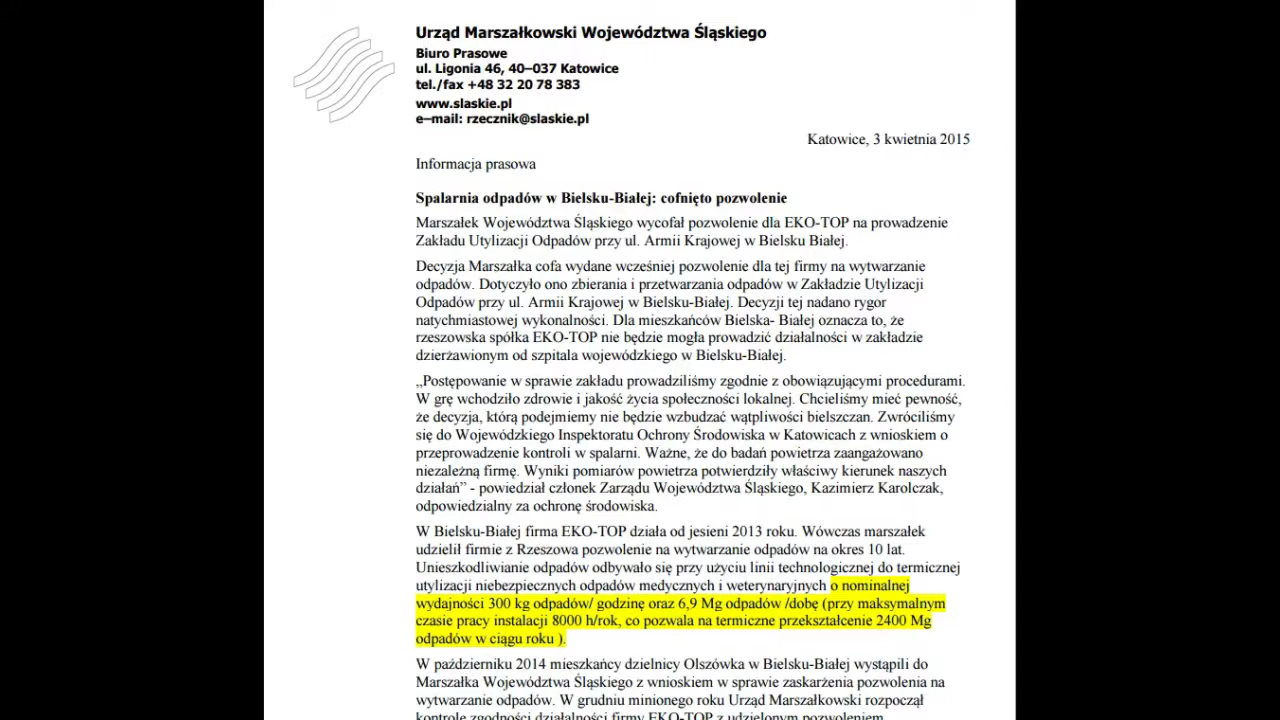 Urząd Marszałkowski Województwa Śląskiego
Biuro Prasowe
ul. Ligonia 46, 40–037 Katowice
tel./fax +48 32 20 78 383
www.slaskie.pl
e–mail: rzecznik@slaskie.pl
Katowice, 3 kwietnia 2015
Informacja prasowa
Spalarnia odpadów w Bielsku-Białej: cofnięto pozwolenie
Marszałek Województwa Śląskiego wycofał pozwolenie dla EKO-TOP na prowadzenie
Zakładu Utylizacji Odpadów przy ul. Armii Krajowej w Bielsku Białej.
Decyzja Marszałka cofa wydane wcześniej pozwolenie dla tej firmy na wytwarzanie
odpadów. Dotyczyło ono zbierania i przetwarzania odpadów w Zakładzie Utylizacji
Odpadów przy ul. Armii Krajowej w Bielsku-Białej. Decyzji tej nadano rygor
natychmiastowej wykonalności. Dla mieszkańców Bielska- Białej oznacza to, że
rzeszowska spółka EKO-TOP nie będzie mogła prowadzić działalności w zakładzie
dzierżawionym od szpitala wojewódzkiego w Bielsku-Białej.
„Postępowanie w sprawie zakładu prowadziliśmy zgodnie z obowiązującymi procedurami.
W grę wchodziło zdrowie i jakość życia społeczności lokalnej. Chcieliśmy mieć pewność,
że decyzja, którą podejmiemy nie będzie wzbudzać wątpliwości bielszczan. Zwróciliśmy
się do Wojewódzkiego Inspektoratu Ochrony Środowiska w Katowicach z wnioskiem o
przeprowadzenie kontroli w spalarni. Ważne, że do badań powietrza zaangażowano
niezależną firmę. Wyniki pomiarów powietrza potwierdziły właściwy kierunek naszych
działań” - powiedział członek Zarządu Województwa Śląskiego, Kazimierz Karolczak,
odpowiedzialny za ochronę środowiska.
W Bielsku-Białej firma EKO-TOP działa od jesieni 2013 roku. Wówczas marszałek
udzielił firmie z Rzeszowa pozwolenie na wytwarzanie odpadów na okres 10 lat.
Unieszkodliwianie odpadów odbywało się przy użyciu linii technologicznej do termicznej
utylizacji niebezpiecznych odpadów medycznych i weterynaryjnych o nominalnej
wydajności 300 kg odpadów/ godzinę oraz 6,9 Mg odpadów /dobę (przy maksymalnym
czasie pracy instalacji 8000 h/rok, co pozwala na termiczne przekształcenie 2400 Mg
odpadów w ciągu roku ).
W październiku 2014 mieszkańcy dzielnicy Olszówka w Bielsku-Białej wystąpili do
Marszałka Województwa Śląskiego z wnioskiem w sprawie zaskarżenia pozwolenia na
wytwarzanie odpadów. W grudniu minionego roku Urząd Marszałkowski rozpoczął
kontrolę zgodności działalności firmy EKO-TOP z udzielonym pozwoleniem.